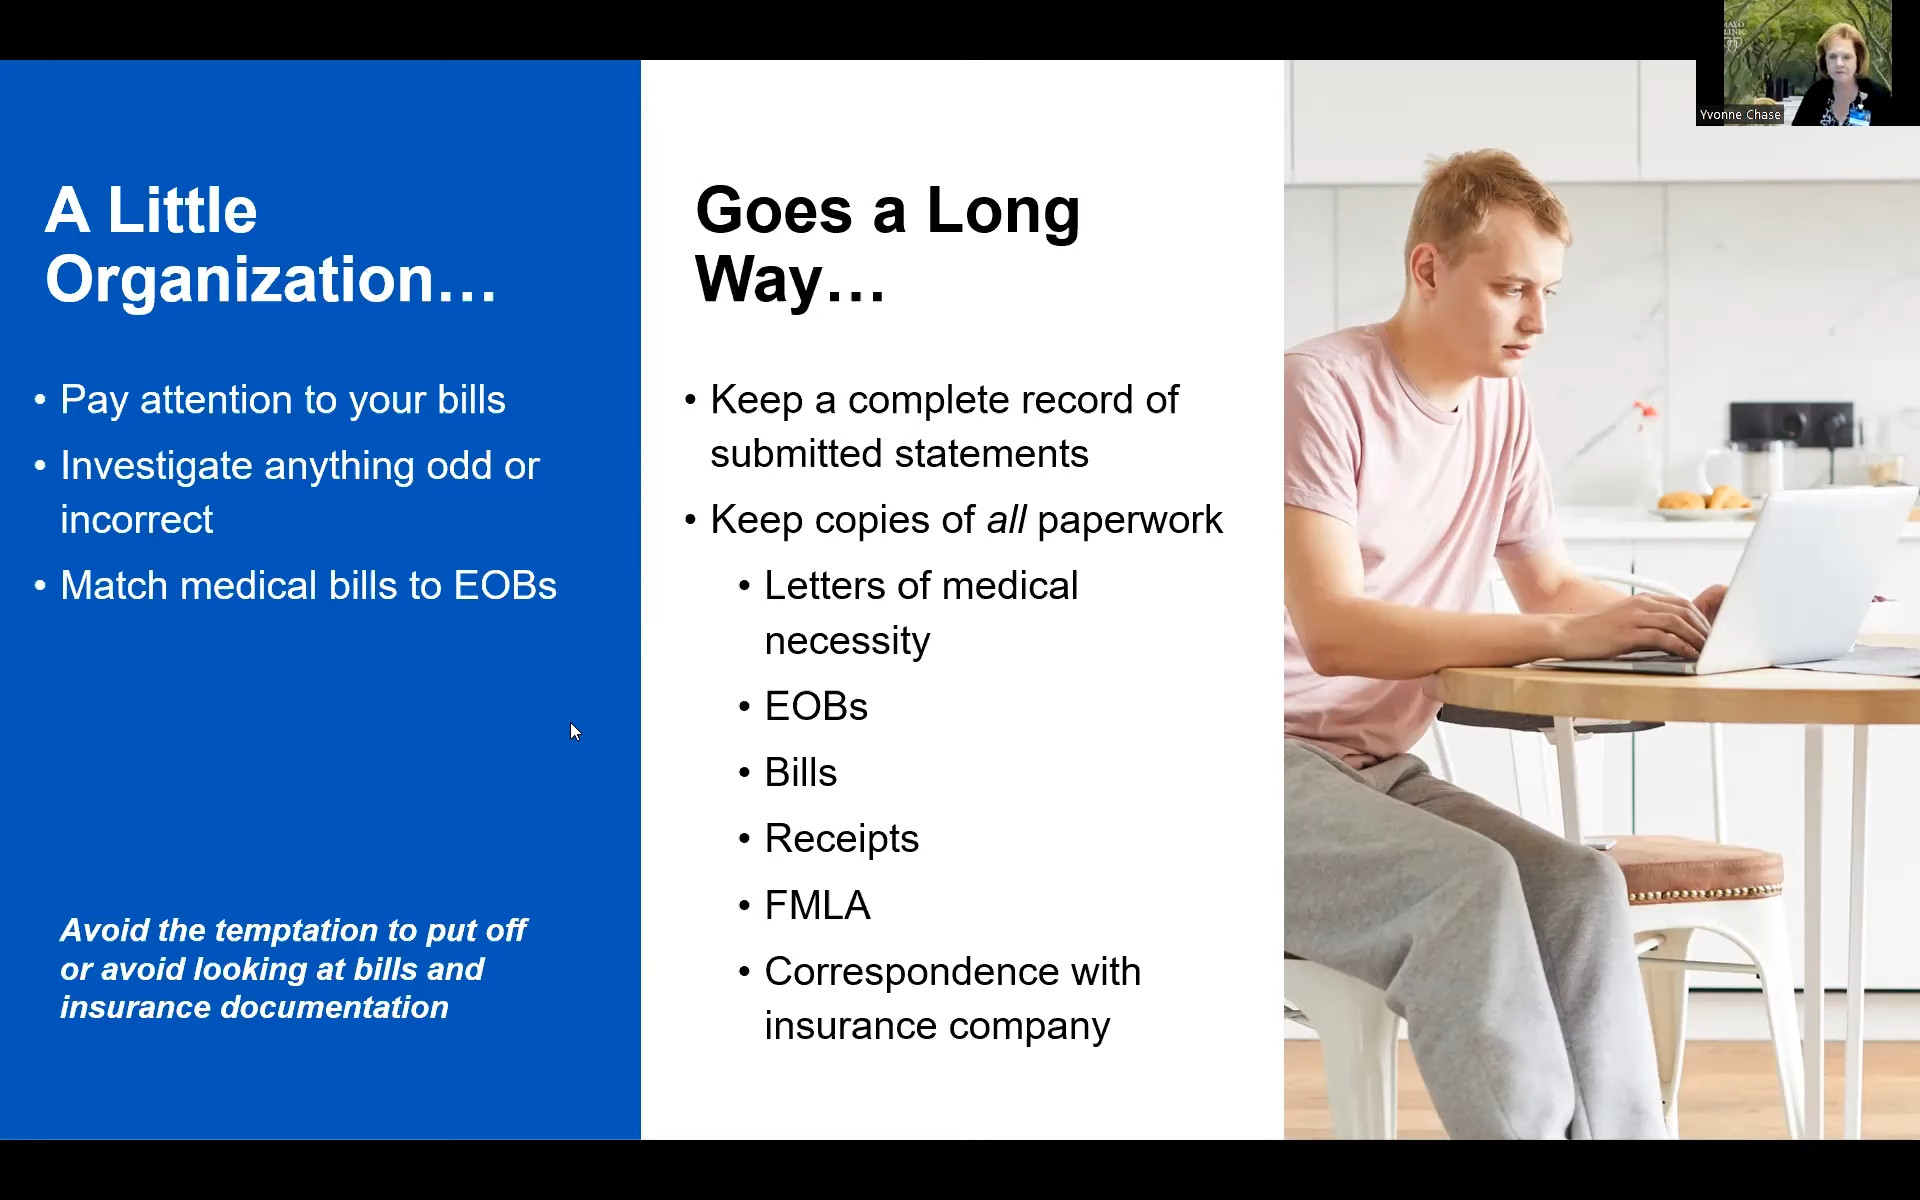 MAYO
CLINIC
Yvonne Chase
A Little
Organization…
• Pay attention to your bills
• Investigate anything odd or
incorrect
• Match medical bills to EOBs
Avoid the temptation to put off
or avoid looking at bills and
insurance documentation
Goes a Long
Way…
• Keep a complete record of
submitted statements
• Keep copies of all paperwork
• Letters of medical
necessity
• EOBs
• Bills
• Receipts
• FMLA
• Correspondence with
insurance company